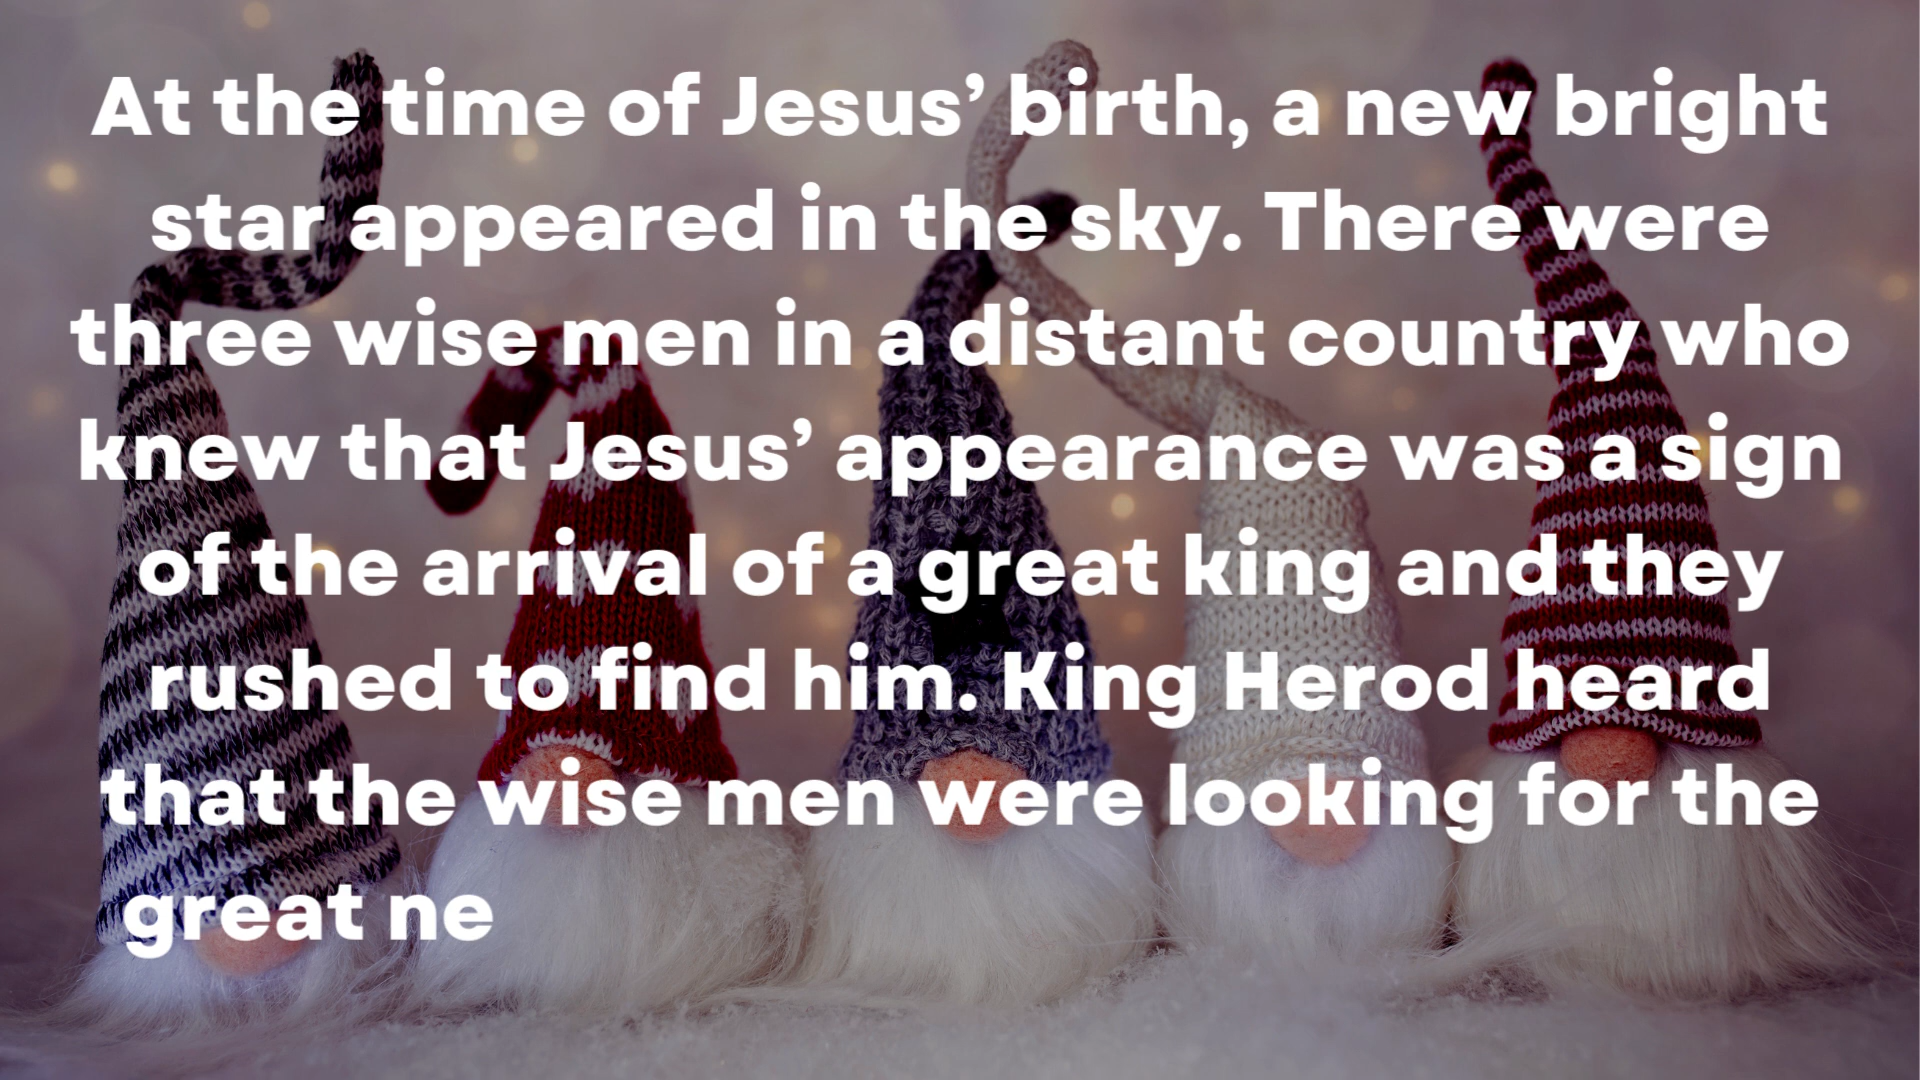 At the time of Jesus’ birth, a new bright
star appeared in the sky. There were
three wise men in a distant country who
knew that Jesus’ appearance was a sign
of the arrival of a great king and they
rushed to find him. King Herod heard
that the wise men were looking for the
great ne